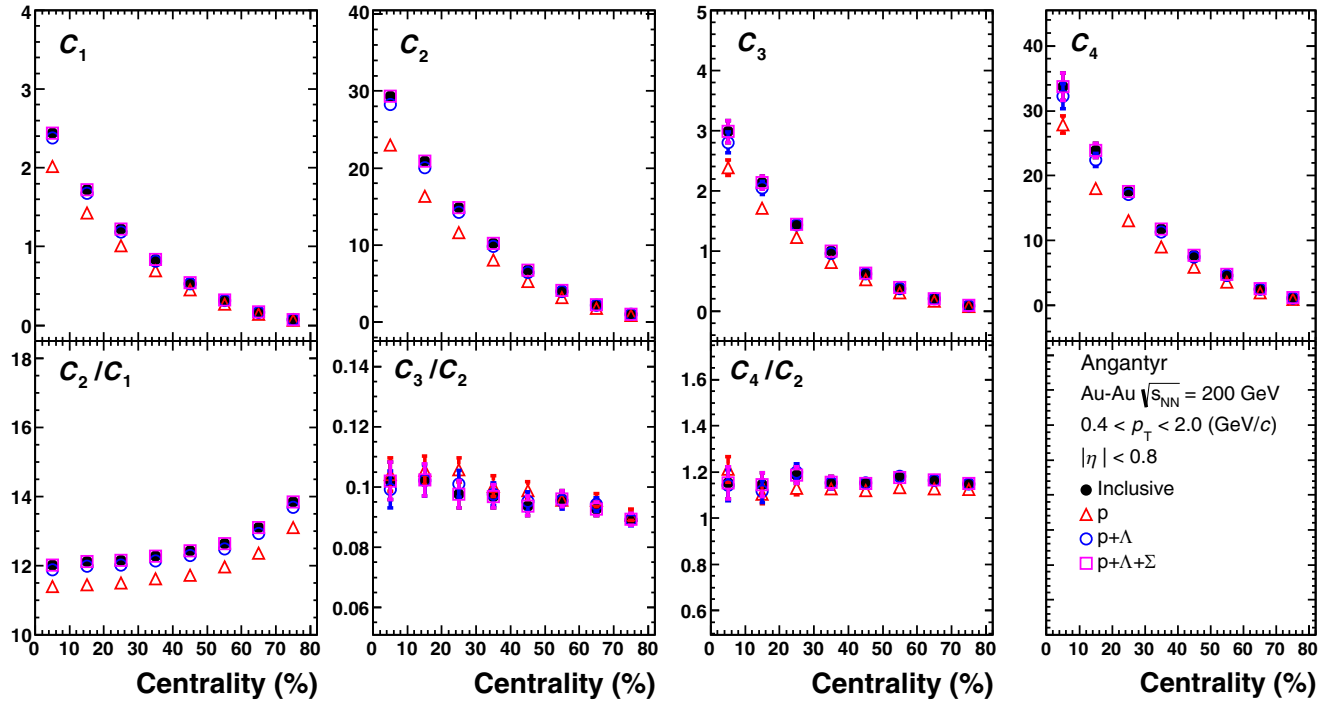 C₁
4
3
2
1
0
C₂
40
30
20
10
0
C₃
5
4
3
2
1
0
C₄
40
30
20
10
0
C₂/C₁
18
16
14
12
10
C₃/C₂
0.14
0.12
0.1
0.08
0.06
C₄/C₂
1.6
1.4
1.2
1
0.8
0.6
Angantyr
Au-Au √s_NN = 200 GeV
0.4 < p_T < 2.0 (GeV/c)
|η| < 0.8
Inclusive
p
p+Λ
p+Λ+Σ
0 10 20 30 40 50 60 70 80
0 10 20 30 40 50 60 70 80
0 10 20 30 40 50 60 70 80
0 10 20 30 40 50 60 70 80
Centrality (%)
Centrality (%)
Centrality (%)
Centrality (%)